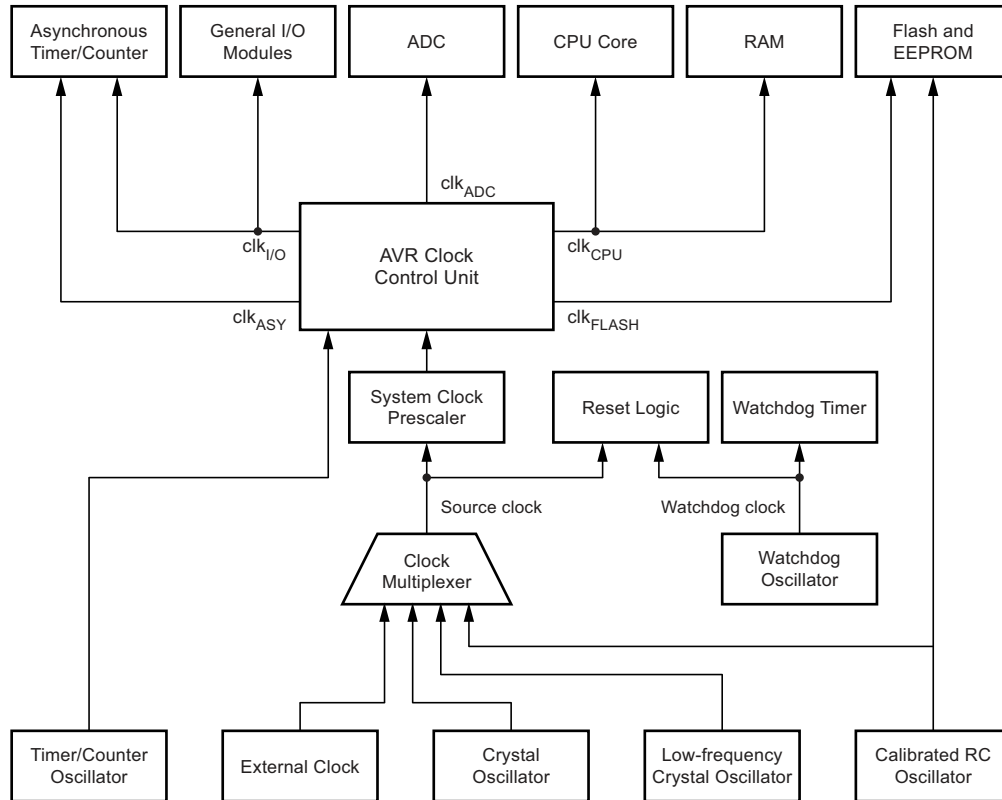 Asynchronous
Timer/Counter
General I/O
Modules
ADC
CPU Core
RAM
Flash and
EEPROM
clkADC
clkI/O
AVR Clock
Control Unit
clkCPU
clkASY
clkFLASH
System Clock
Prescaler
Reset Logic
Watchdog Timer
Source clock
Watchdog clock
Clock
Multiplexer
Watchdog
Oscillator
Timer/Counter
Oscillator
External Clock
Crystal
Oscillator
Low-frequency
Crystal Oscillator
Calibrated RC
Oscillator